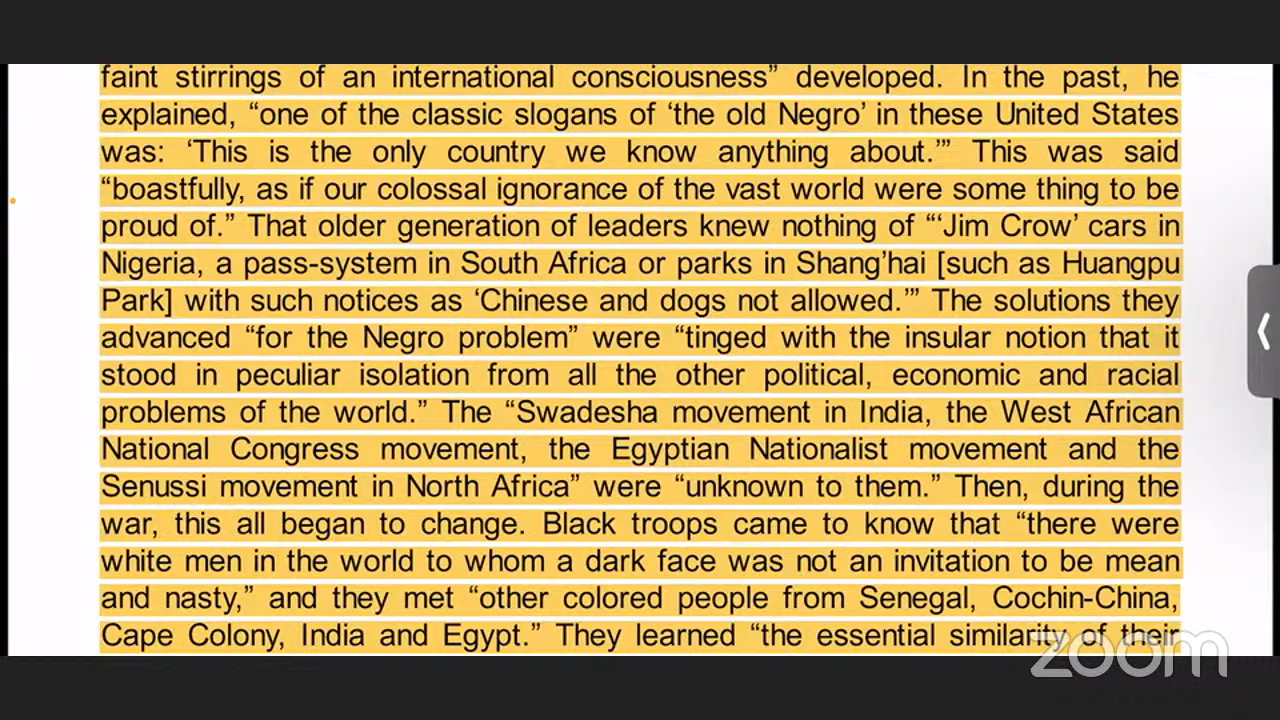 faint stirrings of an international consciousness” developed. In the past, he
explained, “one of the classic slogans of ‘the old Negro’ in these United States
was: ‘This is the only country we know anything about.’” This was said
“boastfully, as if our colossal ignorance of the vast world were some thing to be
proud of.” That older generation of leaders knew nothing of “‘Jim Crow’ cars in
Nigeria, a pass-system in South Africa or parks in Shang’hai [such as Huangpu
Park] with such notices as ‘Chinese and dogs not allowed.’” The solutions they
advanced “for the Negro problem” were “tinged with the insular notion that it
stood in peculiar isolation from all the other political, economic and racial
problems of the world.” The “Swadesha movement in India, the West African
National Congress movement, the Egyptian Nationalist movement and the
Senussi movement in North Africa” were “unknown to them.” Then, during the
war, this all began to change. Black troops came to know that “there were
white men in the world to whom a dark face was not an invitation to be mean
and nasty,” and they met “other colored people from Senegal, Cochin-China,
Cape Colony, India and Egypt.” They learned “the essential similarity of their
zoom